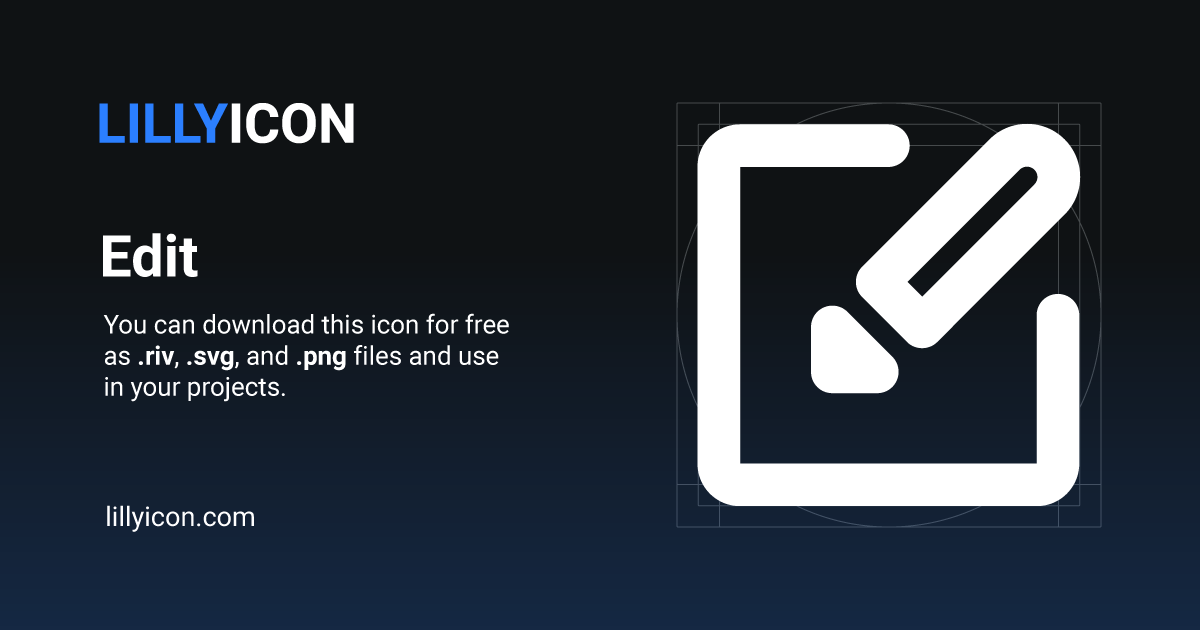 LILLYICON
Edit
You can download this icon for free
as .riv, .svg, and .png files and use
in your projects.
lillyicon.com